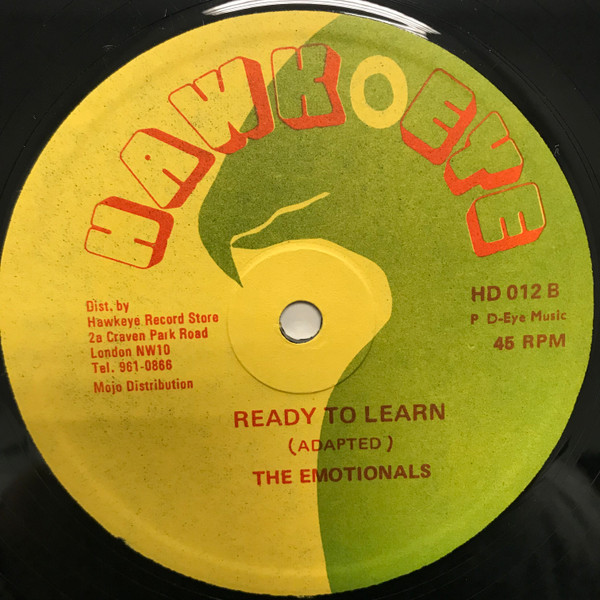 HAWKEYE
Dist. by
Hawkeye Record Store
2a Craven Park Road
London NW10
Tel. 961-0866
Mojo Distribution
HD 012 B
P D-Eye Music
45 RPM
READY TO LEARN
(ADAPTED)
THE EMOTIONALS